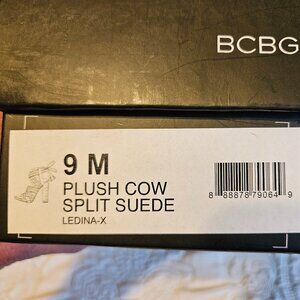 BCBG
9 M
PLUSH COW
SPLIT SUEDE
LEDINA-X
8 88878 79064 9